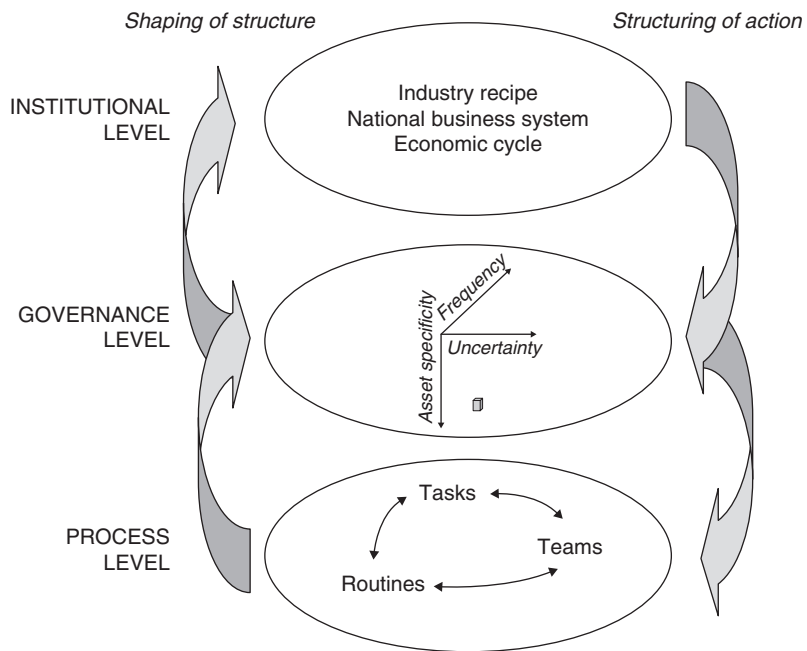 Shaping of structure
Structuring of action
INSTITUTIONAL
LEVEL
Industry recipe
National business system
Economic cycle
GOVERNANCE
LEVEL
Frequency
Asset specificity
Uncertainty
PROCESS
LEVEL
Tasks
Teams
Routines